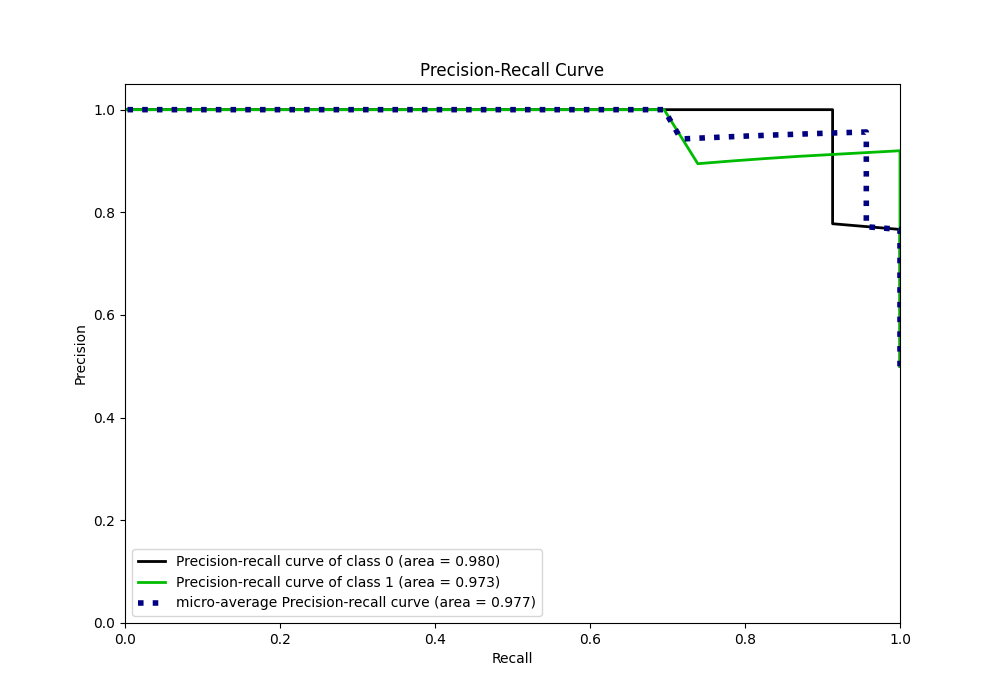 Precision-Recall Curve
1.0
0.8
0.6
0.4
0.2
0.0
Precision
Precision-recall curve of class 0 (area = 0.980)
Precision-recall curve of class 1 (area = 0.973)
micro-average Precision-recall curve (area = 0.977)
0.0 0.2 0.4 0.6 0.8 1.0
Recall